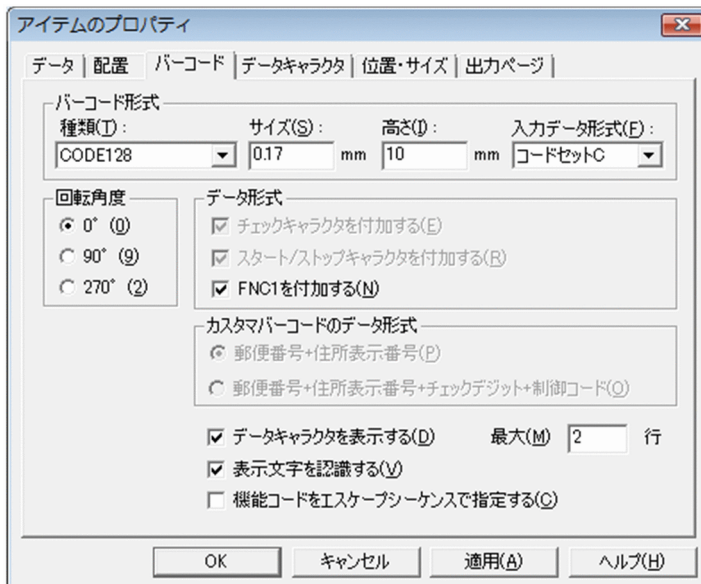 アイテムのプロパティ
データ 配置 バーコード データキャラクタ 位置・サイズ 出力ページ
バーコード形式
種類(T): サイズ(S): 高さ(I): 入力データ形式(F):
CODE128 0.17 mm 10 mm コードセットC
回転角度 データ形式
0° (0) チェックキャラクタを付加する(E)
90° (9) スタート/ストップキャラクタを付加する(R)
270° (2) FNC1を付加する(N)
カスタマバーコードのデータ形式
郵便番号+住所表示番号(P)
郵便番号+住所表示番号+チェックデジット+制御コード(O)
データキャラクタを表示する(D) 最大(M) 2 行
表示文字を認識する(V)
機能コードをエスケープシーケンスで指定する(C)
OK キャンセル 適用(A) ヘルプ(H)